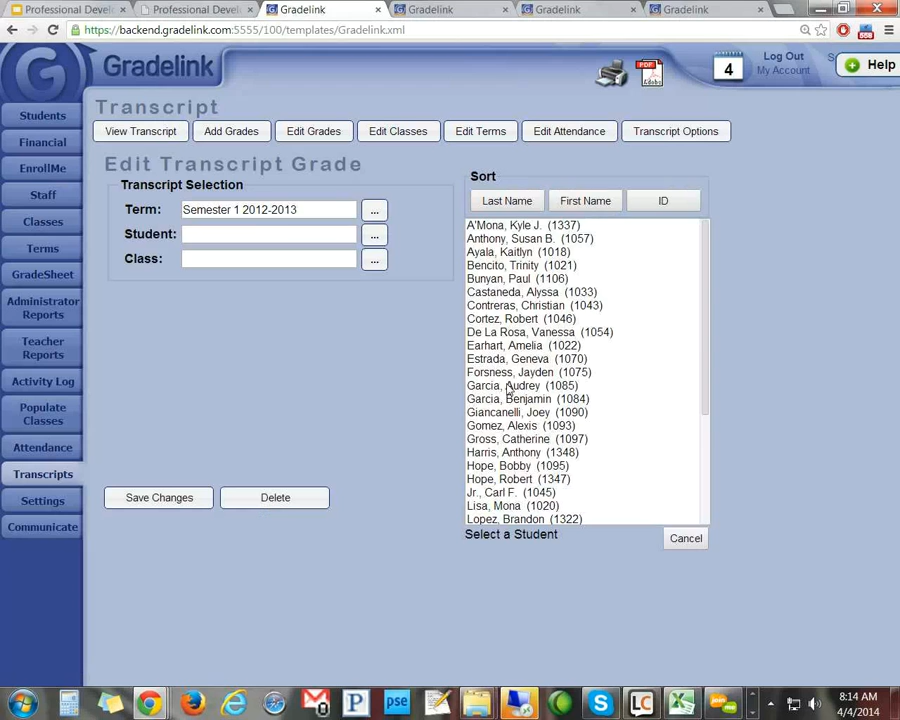 Professional Deve
Professional Devel
Gradelink
Gradelink
Gradelink
Gradelink
https://backend.gradelink.com:5555/100/templates/Gradelink.xml
G
Gradelink
PDF
Adobe
4
Log Out
My Account
S
Help
Students
Financial
EnrollMe
Staff
Classes
Terms
GradeSheet
Administrator
Reports
Teacher
Reports
Activity Log
Populate
Classes
Attendance
Transcripts
Settings
Communicate
Transcript
View Transcript
Add Grades
Edit Grades
Edit Classes
Edit Terms
Edit Attendance
Transcript Options
Edit Transcript Grade
Transcript Selection
Term: Semester 1 2012-2013 ...
Student: ...
Class: ...
Save Changes
Delete
Sort
Last Name
First Name
ID
A'Mona, Kyle J. (1337)
Anthony, Susan B. (1057)
Ayala, Kaitlyn (1018)
Bencito, Trinity (1021)
Bunyan, Paul (1106)
Castaneda, Alyssa (1033)
Contreras, Christian (1043)
Cortez, Robert (1046)
De La Rosa, Vanessa (1054)
Earhart, Amelia (1022)
Estrada, Geneva (1070)
Forsness, Jayden (1075)
Garcia, Audrey (1085)
Garcia, Benjamin (1084)
Giancanelli, Joey (1090)
Gomez, Alexis (1093)
Gross, Catherine (1097)
Harris, Anthony (1348)
Hope, Bobby (1095)
Hope, Robert (1347)
Jr., Carl F. (1045)
Lisa, Mona (1020)
Lopez, Brandon (1322)
Select a Student
Cancel
P
pse
S
LC
8:14 AM
4/4/2014